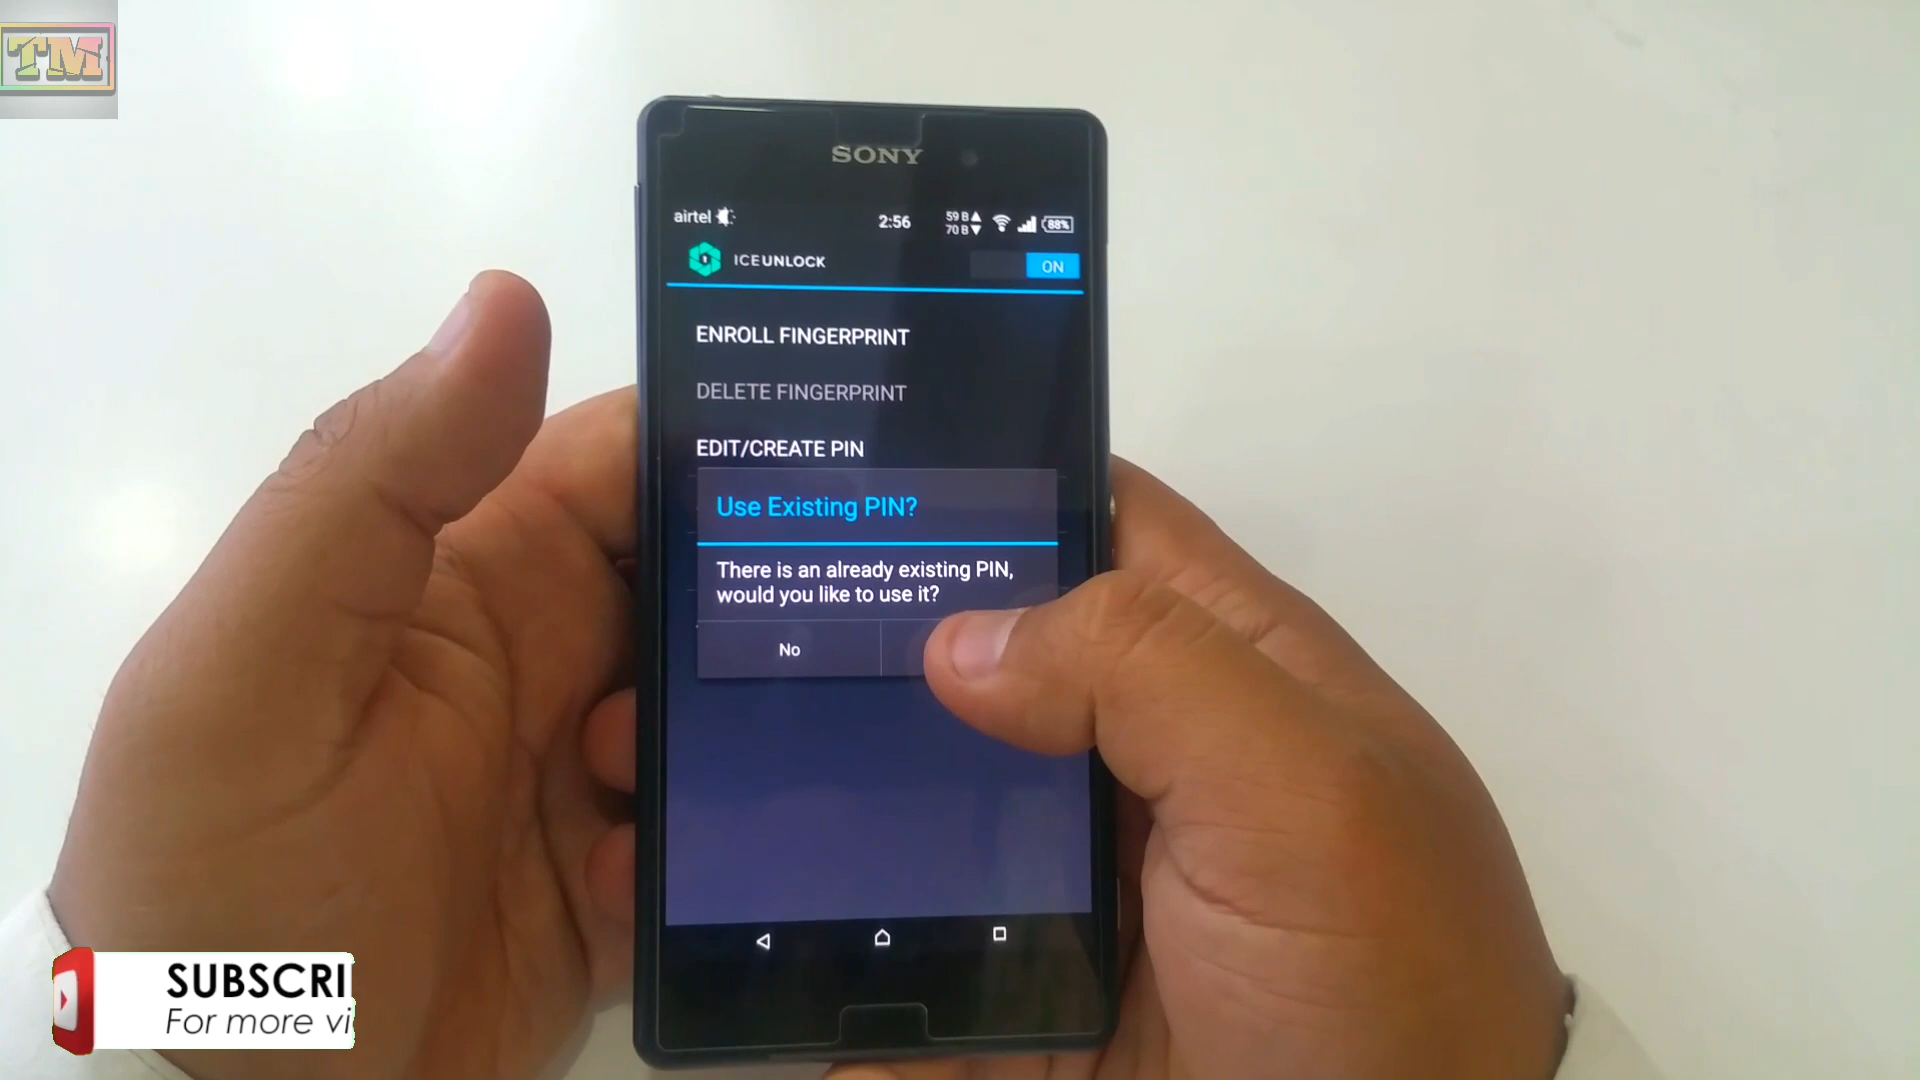 TM
SONY
airtel
2:56
59 B▲
70 B▼
88%
ICEUNLOCK
ON
ENROLL FINGERPRINT
DELETE FINGERPRINT
EDIT/CREATE PIN
Use Existing PIN?
There is an already existing PIN,
would you like to use it?
No
SUBSCRI
For more vi